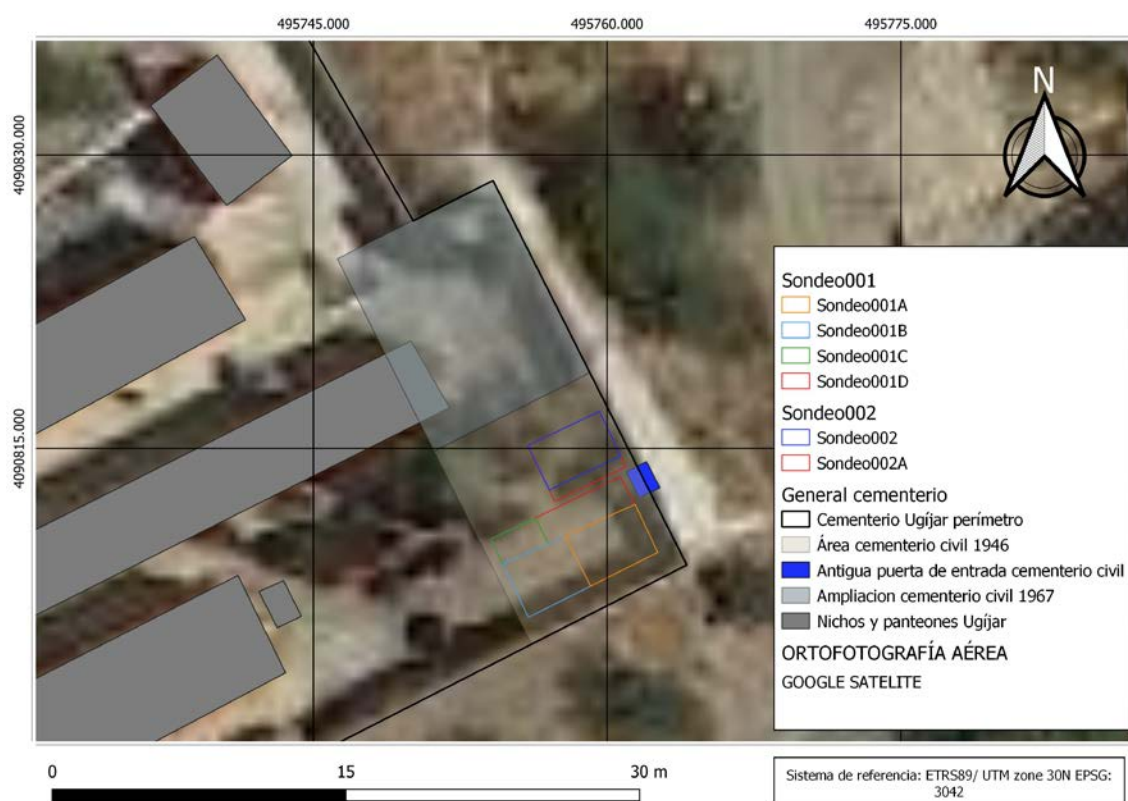 495745.000
495760.000
495775.000
4090830.000
4090815.000
N
Sondeo001
Sondeo001A
Sondeo001B
Sondeo001C
Sondeo001D
Sondeo002
Sondeo002
Sondeo002A
General cementerio
Cementerio Ugíjar perímetro
Área cementerio civil 1946
Antigua puerta de entrada cementerio civil
Ampliacion cementerio civil 1967
Nichos y panteones Ugíjar
ORTOFOTOGRAFÍA AÉREA
GOOGLE SATELITE
0
15
30 m
Sistema de referencia: ETRS89/ UTM zone 30N EPSG:
3042